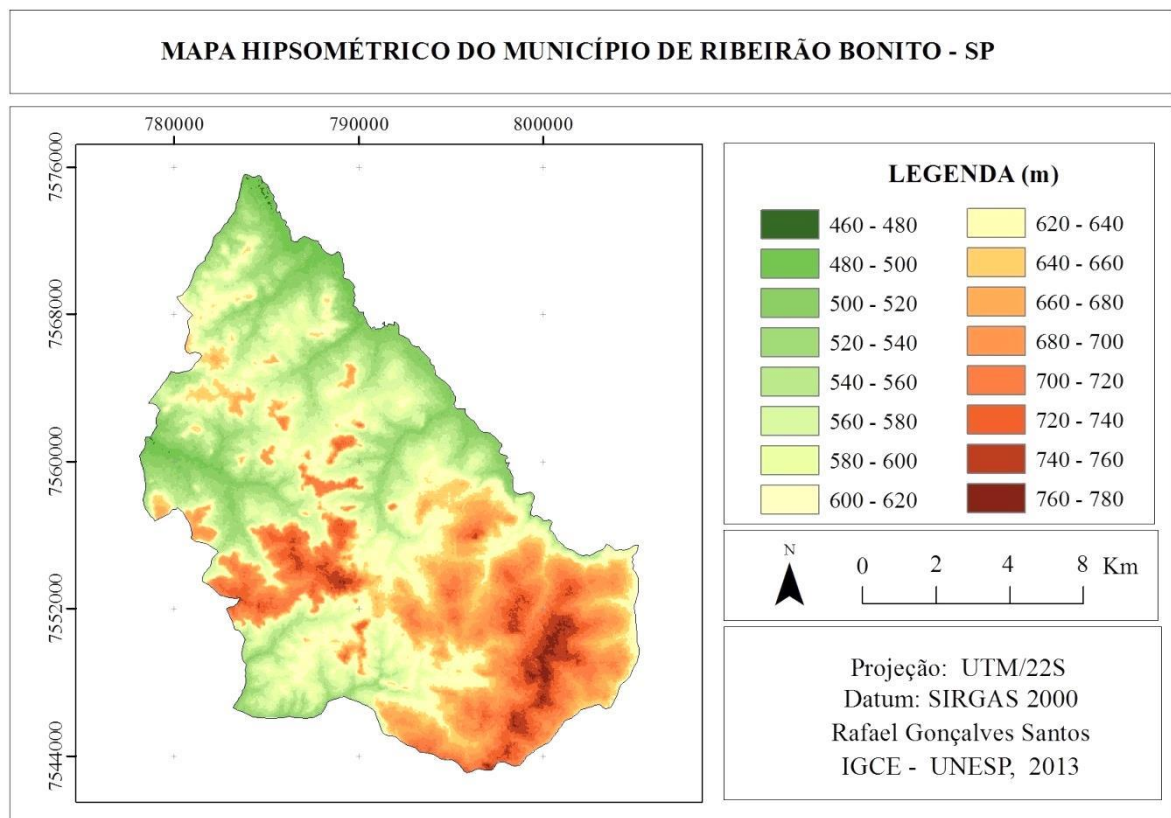 MAPA HIPSOMÉTRICO DO MUNICÍPIO DE RIBEIRÃO BONITO - SP
780000
790000
800000
7576000
7568000
7560000
7552000
7544000
LEGENDA (m)
460 - 480
480 - 500
500 - 520
520 - 540
540 - 560
560 - 580
580 - 600
600 - 620
620 - 640
640 - 660
660 - 680
680 - 700
700 - 720
720 - 740
740 - 760
760 - 780
N
0 2 4 8 Km
Projeção: UTM/22S
Datum: SIRGAS 2000
Rafael Gonçalves Santos
IGCE - UNESP, 2013